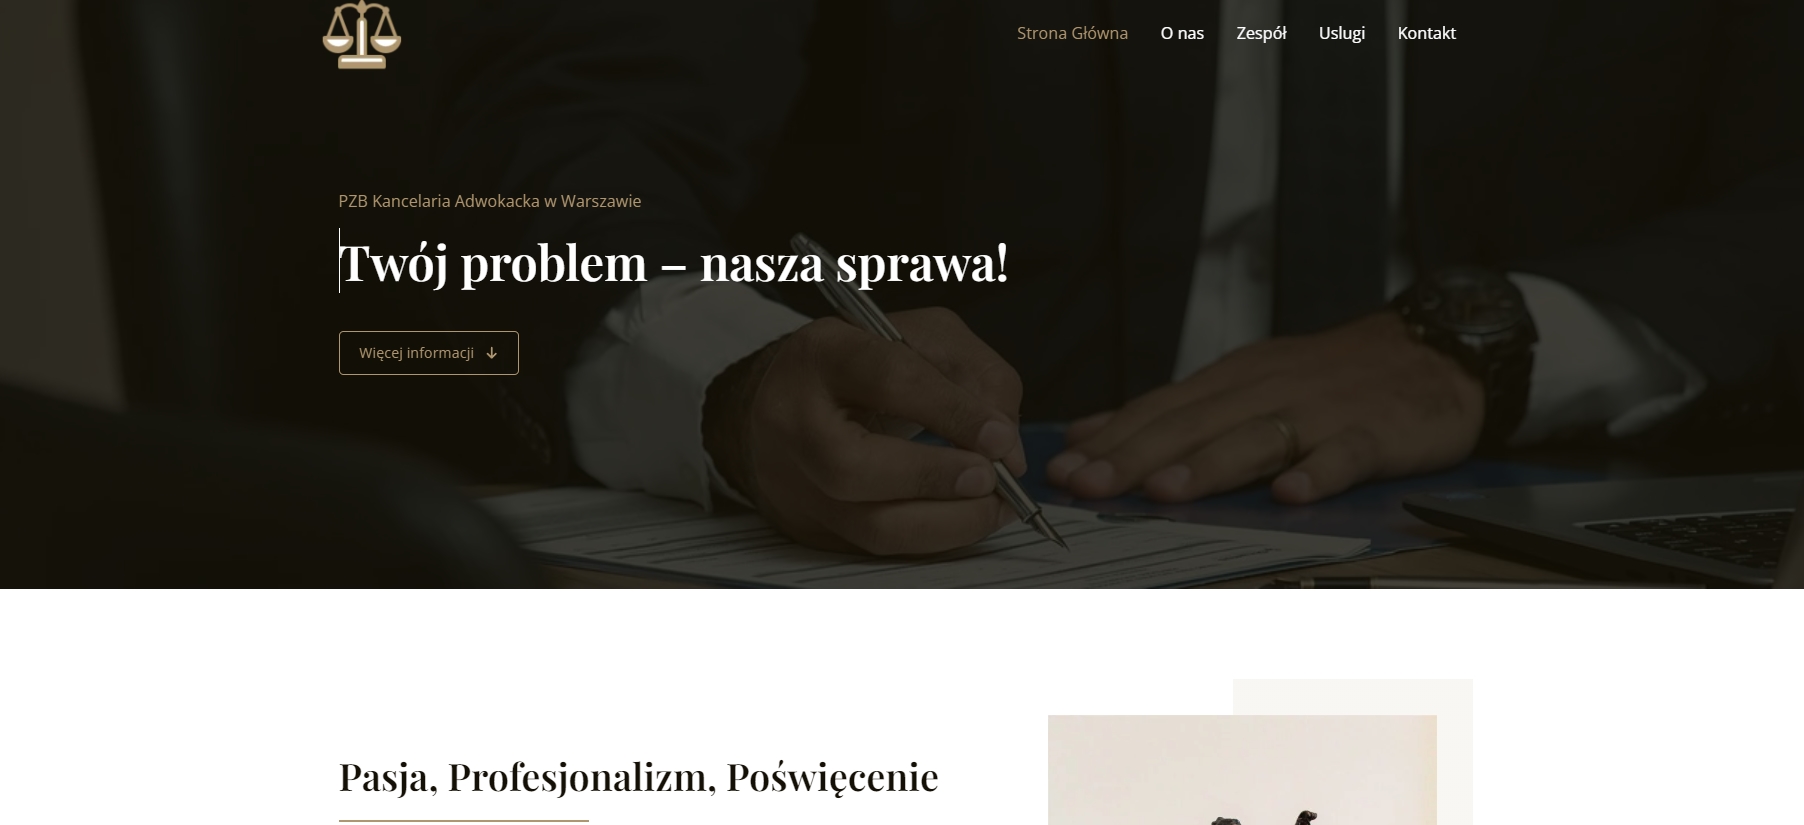 Strona Główna
O nas
Zespół
Uslugi
Kontakt
PZB Kancelaria Adwokacka w Warszawie
Twój problem – nasza sprawa!
Więcej informacji
Pasja, Profesjonalizm, Poświęcenie